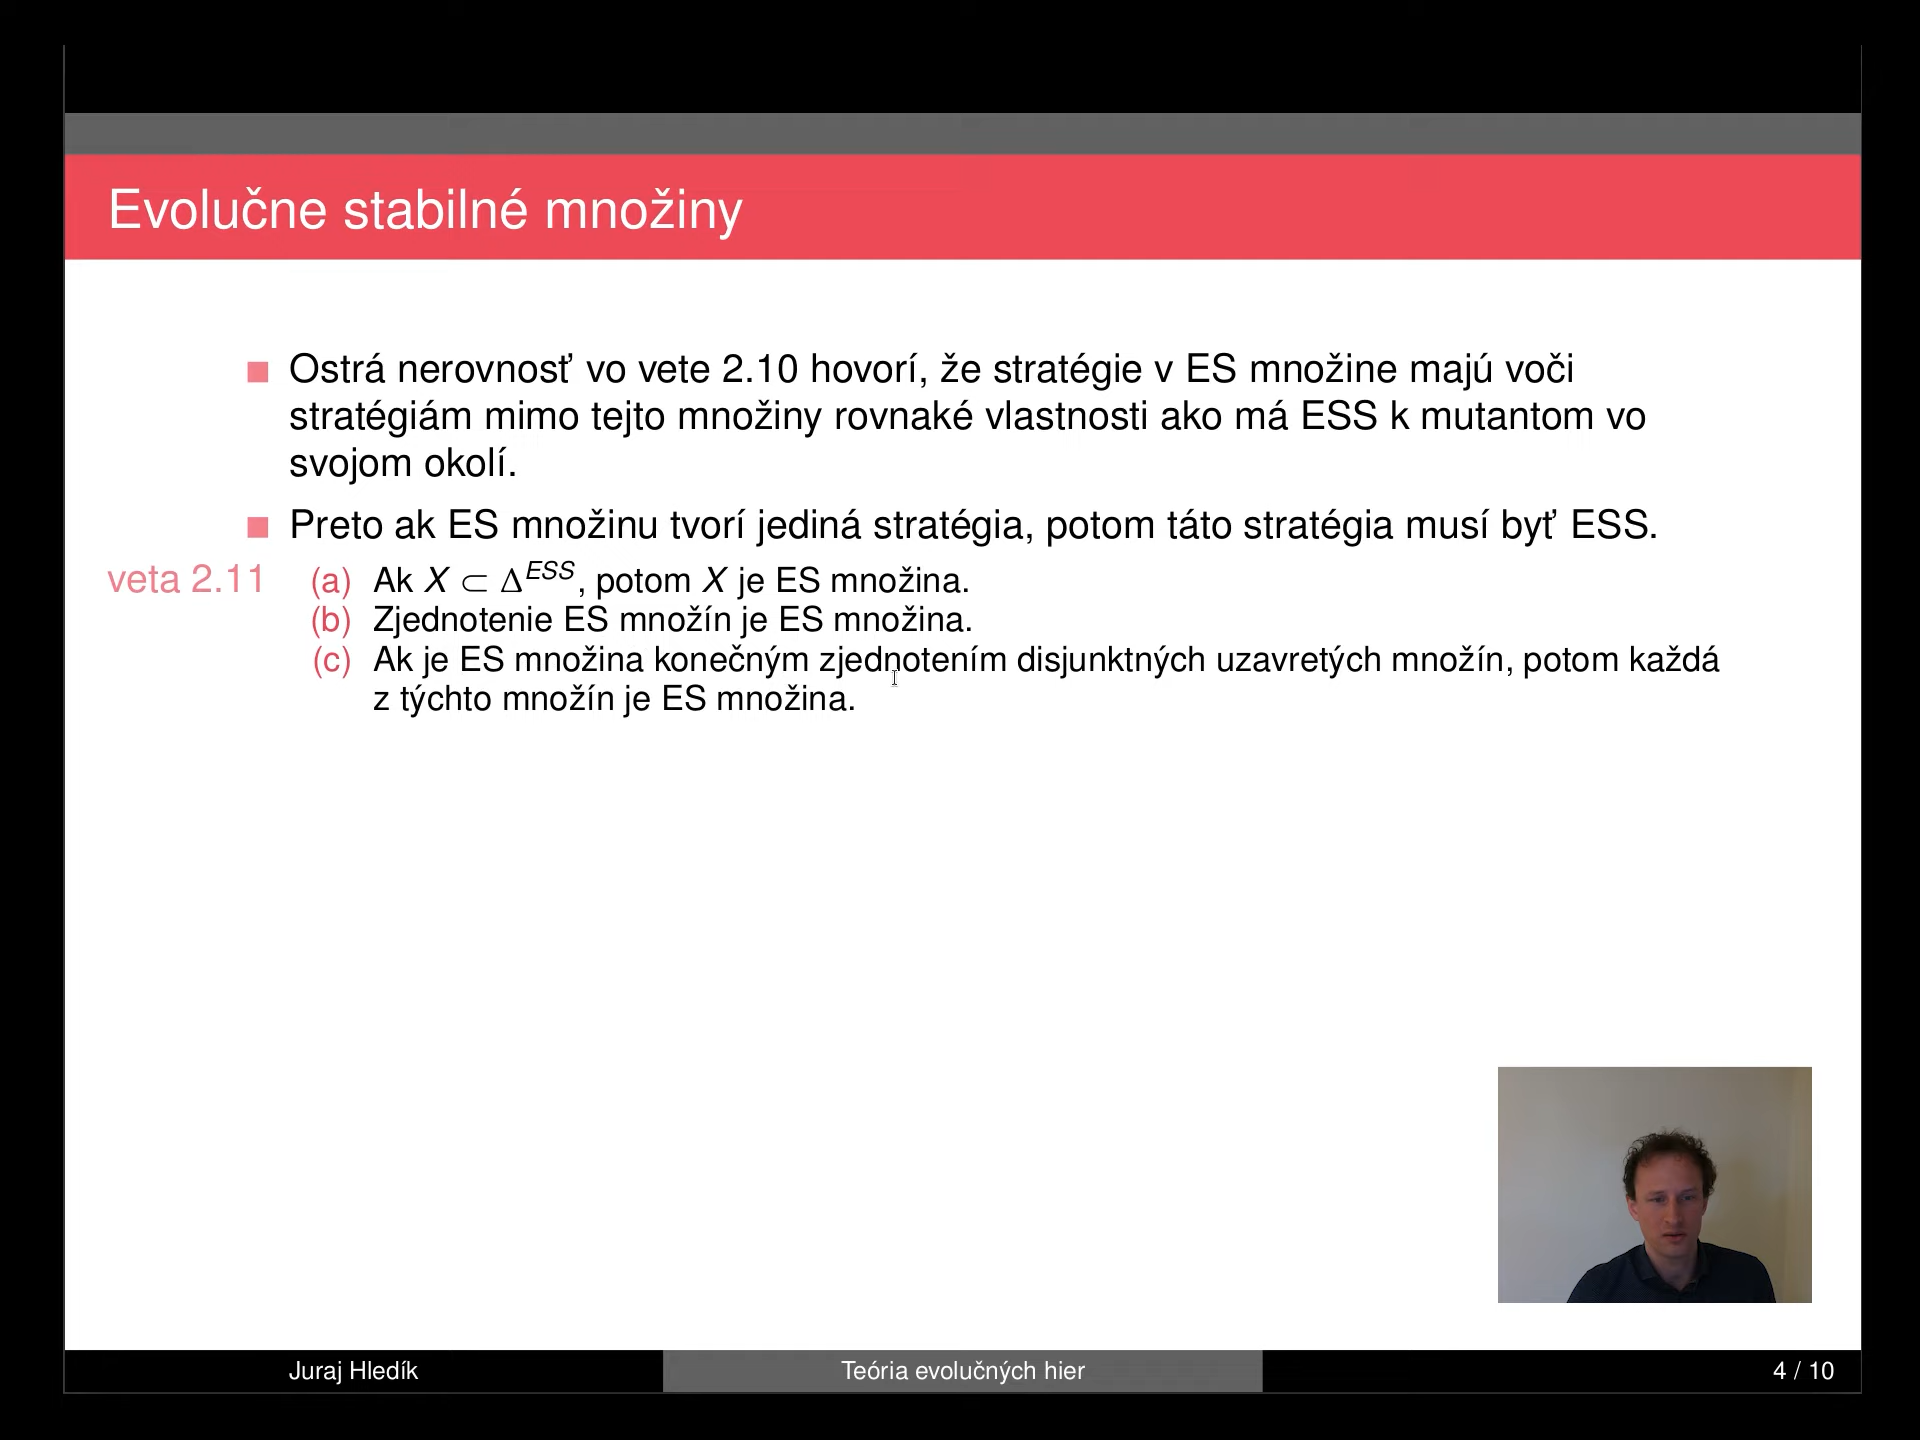 Evolučne stabilné množiny
Ostrá nerovnosť vo vete 2.10 hovorí, že stratégie v ES množine majú voči
stratégiám mimo tejto množiny rovnaké vlastnosti ako má ESS k mutantom vo
svojom okolí.
Preto ak ES množinu tvorí jediná stratégia, potom táto stratégia musí byť ESS.
veta 2.11 (a) Ak X ⊂ Δ^ESS, potom X je ES množina.
(b) Zjednotenie ES množín je ES množina.
(c) Ak je ES množina konečným zjednotením disjunktných uzavretých množín, potom každá
z týchto množín je ES množina.
Juraj Hledík Teória evolučných hier 4 / 10